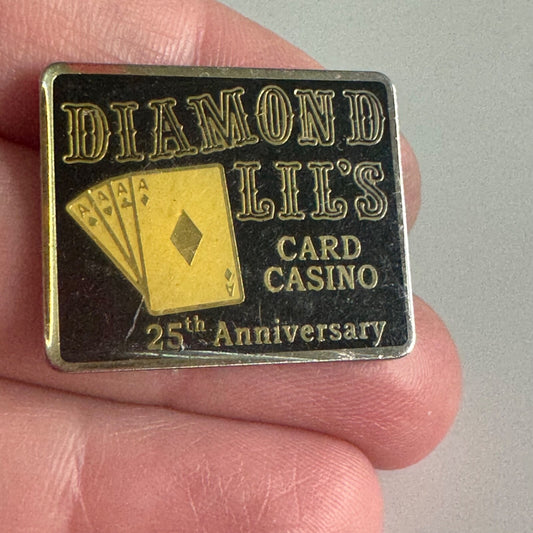 DIAMOND
LIL'S
CARD
CASINO
25th Anniversary
A A A A
A